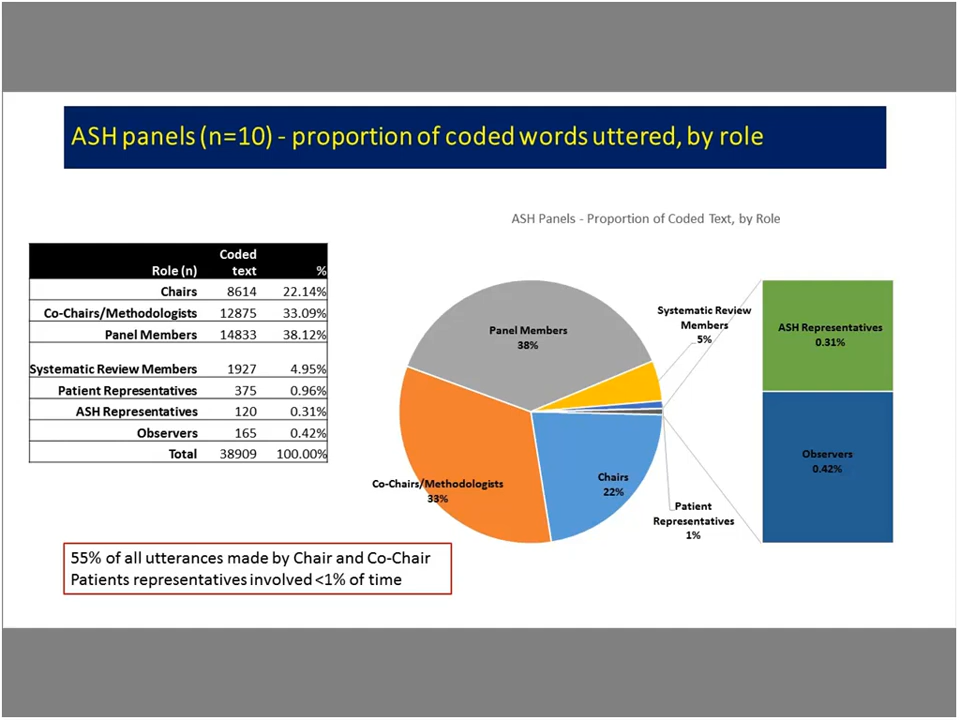 ASH panels (n=10) - proportion of coded words uttered, by role
ASH Panels - Proportion of Coded Text, by Role
Role (n) Coded text %
Chairs 8614 22.14%
Co-Chairs/Methodologists 12875 33.09%
Panel Members 14833 38.12%
Systematic Review Members 1927 4.95%
Patient Representatives 375 0.96%
ASH Representatives 120 0.31%
Observers 165 0.42%
Total 38909 100.00%
Panel Members
38%
Systematic Review
Members
5%
ASH Representatives
0.31%
Observers
0.42%
Chairs
22%
Co-Chairs/Methodologists
33%
Patient
Representatives
1%
55% of all utterances made by Chair and Co-Chair
Patients representatives involved <1% of time